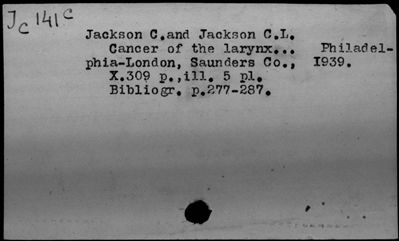 Jc 141c
Jackson C.and Jackson C.L.
Cancer of the larynx... Philadel-
phia-London, Saunders Co., I939.
X.309 p.,ill. 5 pl.
Bibliogr. p.277-287.